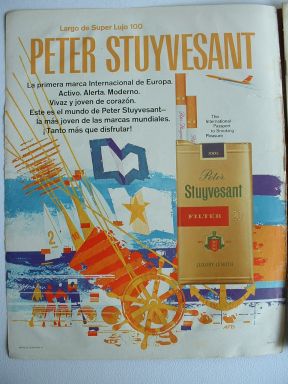 Largo de Super Lujo 100
PETER STUYVESANT
La primera marca Internacional de Europa.
Activo. Alerta. Moderno.
Vivaz y joven de corazón.
Este es el mundo de Peter Stuyvesant—
la más joven de las marcas mundiales.
¡Tanto más que disfrutar!
The
International
Passport
to Smoking
Pleasure
Peter
Stuyvesant
FILTER
LUXURY LENGTH
2